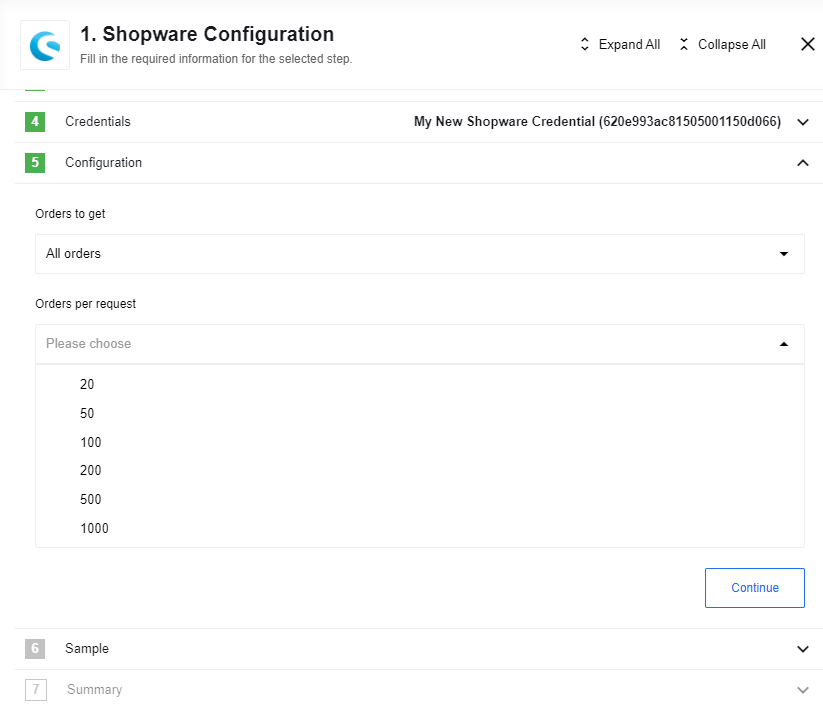 1. Shopware Configuration
Fill in the required information for the selected step.
Expand All
Collapse All
4 Credentials My New Shopware Credential (620e993ac81505001150d066)
5 Configuration
Orders to get
All orders
Orders per request
Please choose
20
50
100
200
500
1000
Continue
6 Sample
7 Summary